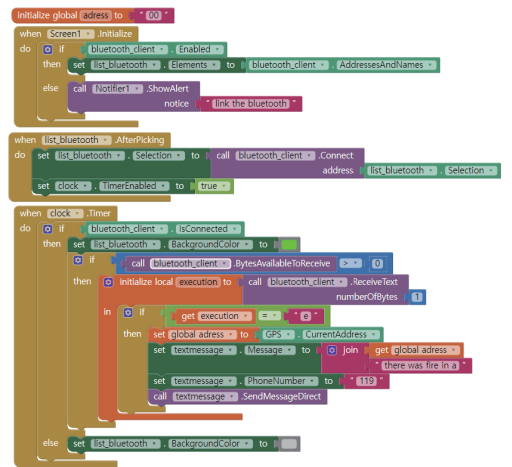 initialize global adress to " 00 "
when Screen1 .Initialize
do if bluetooth_client . Enabled
then set list_bluetooth . Elements to bluetooth_client . AddressesAndNames
else call Notifier1 .ShowAlert
notice " link the bluetooth "
when list_bluetooth .AfterPicking
do set list_bluetooth . Selection to call bluetooth_client .Connect
address list_bluetooth . Selection
set clock . TimerEnabled to true
when clock .Timer
do if bluetooth_client . IsConnected
then set list_bluetooth . BackgroundColor to
if call bluetooth_client .BytesAvailableToReceive > 0
then initialize local execution to call bluetooth_client .ReceiveText
numberOfBytes 1
in if get execution = " e "
then set global adress to GPS . CurrentAddress
set textmessage . Message to join get global adress
" there was fire in a "
set textmessage . PhoneNumber to " 119 "
call textmessage .SendMessageDirect
else set list_bluetooth . BackgroundColor to